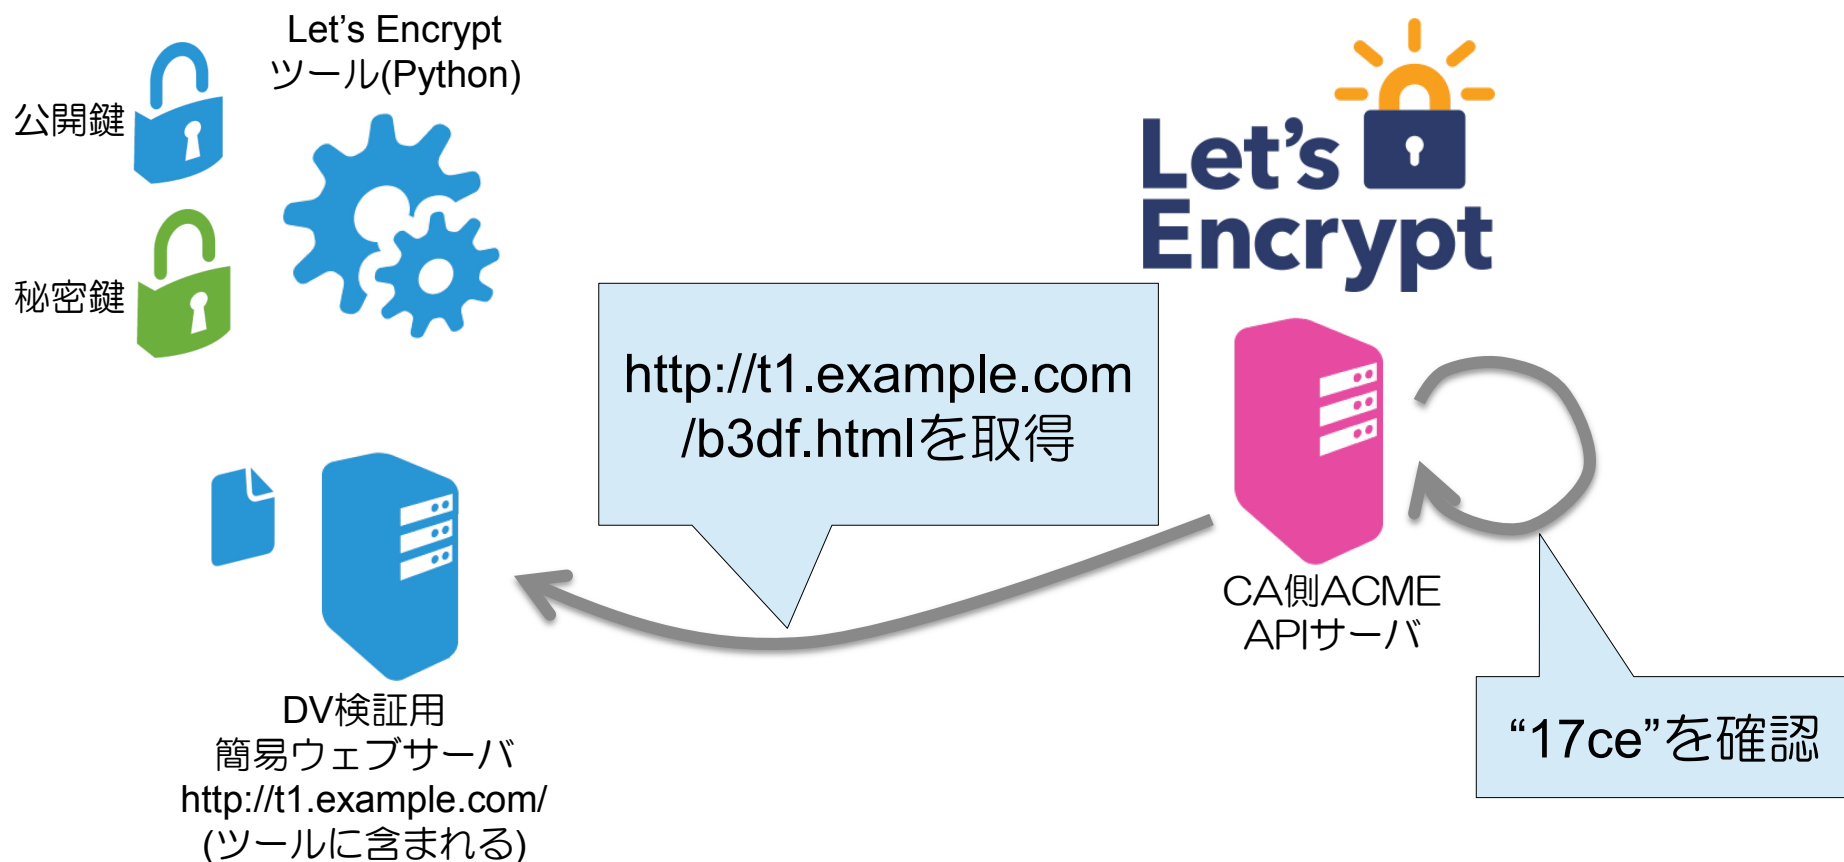 Let’s Encrypt
ツール(Python)
公開鍵
秘密鍵
Let’s
Encrypt
http://t1.example.com
/b3df.htmlを取得
CA側ACME
APIサーバ
“17ce”を確認
DV検証用
簡易ウェブサーバ
http://t1.example.com/
(ツールに含まれる)